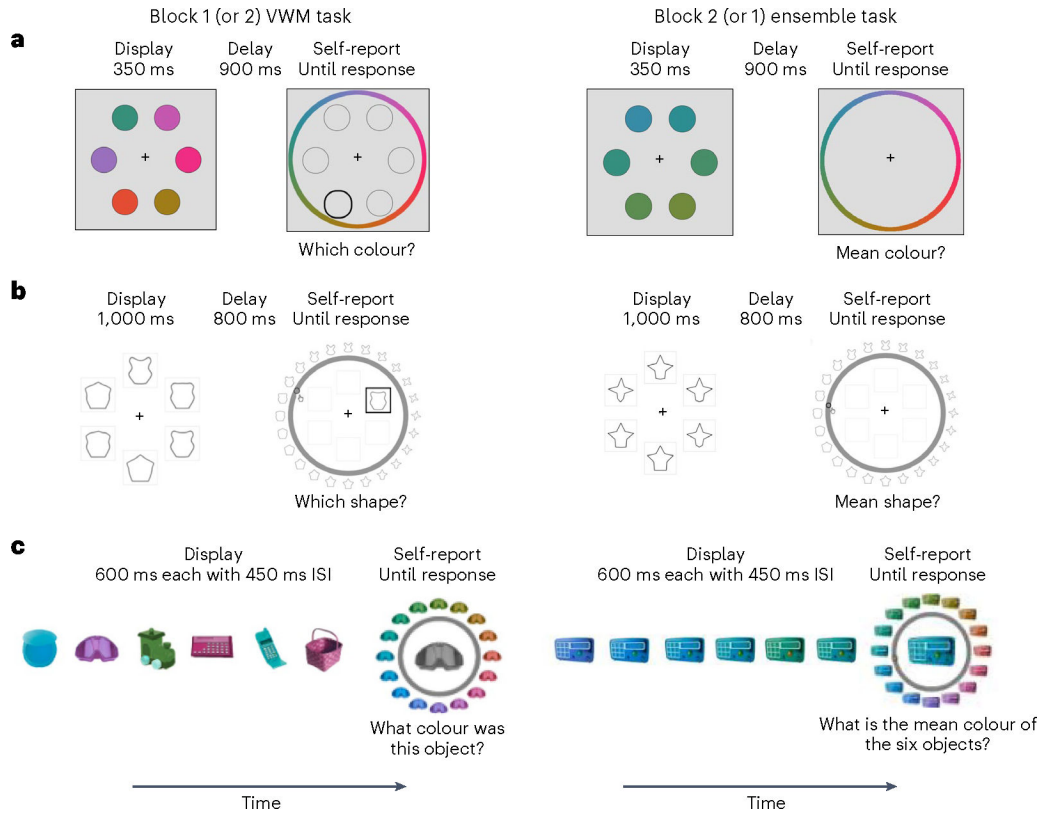 Block 1 (or 2) VWM task
Block 2 (or 1) ensemble task
a
Display
350 ms
Delay
900 ms
Self-report
Until response
Which colour?
Display
350 ms
Delay
900 ms
Self-report
Until response
Mean colour?
b
Display
1,000 ms
Delay
800 ms
Self-report
Until response
Which shape?
Display
1,000 ms
Delay
800 ms
Self-report
Until response
Mean shape?
c
Display
600 ms each with 450 ms ISI
Self-report
Until response
What colour was
this object?
Time
Display
600 ms each with 450 ms ISI
Self-report
Until response
What is the mean colour of
the six objects?
Time